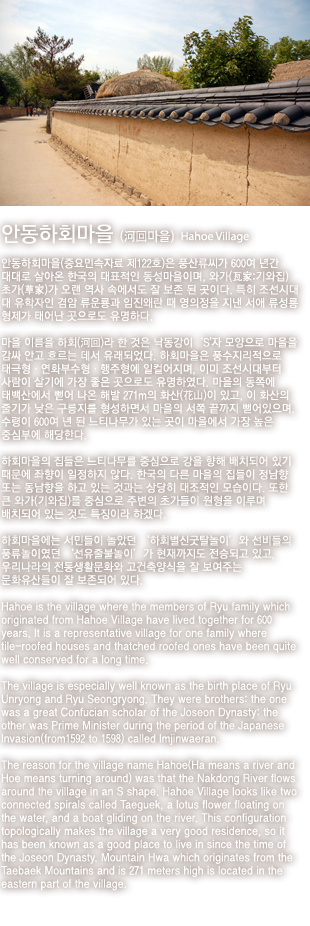 안동하회마을 (河回마을) Hahoe Village
안동하회마을(중요민속자료 제122호)은 풍산류씨가 600여 년간
대대로 살아온 한국의 대표적인 동성마을이며, 와가(瓦家:기와집)
초가(草家)가 오랜 역사 속에서도 잘 보존 된 곳이다. 특히 조선시대
대 유학자인 겸암 류운룡과 임진왜란 때 영의정을 지낸 서애 류성룡
형제가 태어난 곳으로도 유명하다.
마을 이름을 하회(河回)라 한 것은 낙동강이 'S'자 모양으로 마을을
감싸 안고 흐르는 데서 유래되었다. 하회마을은 풍수지리적으로
태극형·연화부수형·행주형에 일컬어지며, 이미 조선시대부터
사람이 살기에 가장 좋은 곳으로도 유명하였다. 마을의 동쪽에
태백산에서 뻗어 나온 해발 271m의 화산(花山)이 있고, 이 화산의
줄기가 낮은 구릉지를 형성하면서 마을의 서쪽 끝까지 뻗어있으며,
수령이 600여 년 된 느티나무가 있는 곳이 마을에서 가장 높은
중심부에 해당한다.
하회마을의 집들은 느티나무를 중심으로 강을 향해 배치되어 있기
때문에 좌향이 일정하지 않다. 한국의 다른 마을의 집들이 정남향
또는 동남향을 하고 있는 것과는 상당히 대조적인 모습이다. 또한
큰 와가(기와집)를 중심으로 주변의 초가들이 원형을 이루며
배치되어 있는 것도 특징이라 하겠다.
하회마을에는 서민들이 놀았던 '하회별신굿탈놀이'와 선비들의
풍류놀이였던 '선유줄불놀이'가 현재까지도 전승되고 있고,
우리나라의 전통생활문화와 고건축양식을 잘 보여주는
문화유산들이 잘 보존되어 있다.
Hahoe is the village where the members of Ryu family which
originated from Hahoe Village have lived together for 600
years. It is a representative village for one family where
tile-roofed houses and thatched roofed ones have been quite
well conserved for a long time.
The village is especially well known as the birth place of Ryu
Unryong and Ryu Seongryong. They were brothers: the one
was a great Confucian scholar of the Joseon Dynasty; the
other was Prime Minister during the period of the Japanese
Invasion(from1592 to 1598) called Imjinwaeran.
The reason for the village name Hahoe(Ha means a river and
Hoe means turning around) was that the Nakdong River flows
around the village in an S shape. Hahoe Village looks like two
connected spirals called Taeguek, a lotus flower floating on
the water, and a boat gliding on the river. This configuration
topologically makes the village a very good residence, so it
has been known as a good place to live in since the time of
the Joseon Dynasty. Mountain Hwa which originates from the
Taebaek Mountains and is 271 meters high is located in the
eastern part of the village.